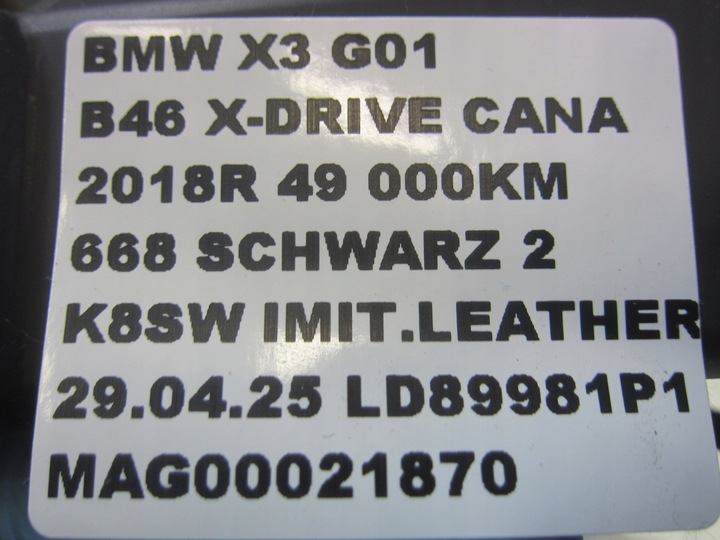 BMW X3 G01
B46 X-DRIVE CANA
2018R 49 000KM
668 SCHWARZ 2
K8SW IMIT.LEATHER
29.04.25 LD89981P1
MAG00021870